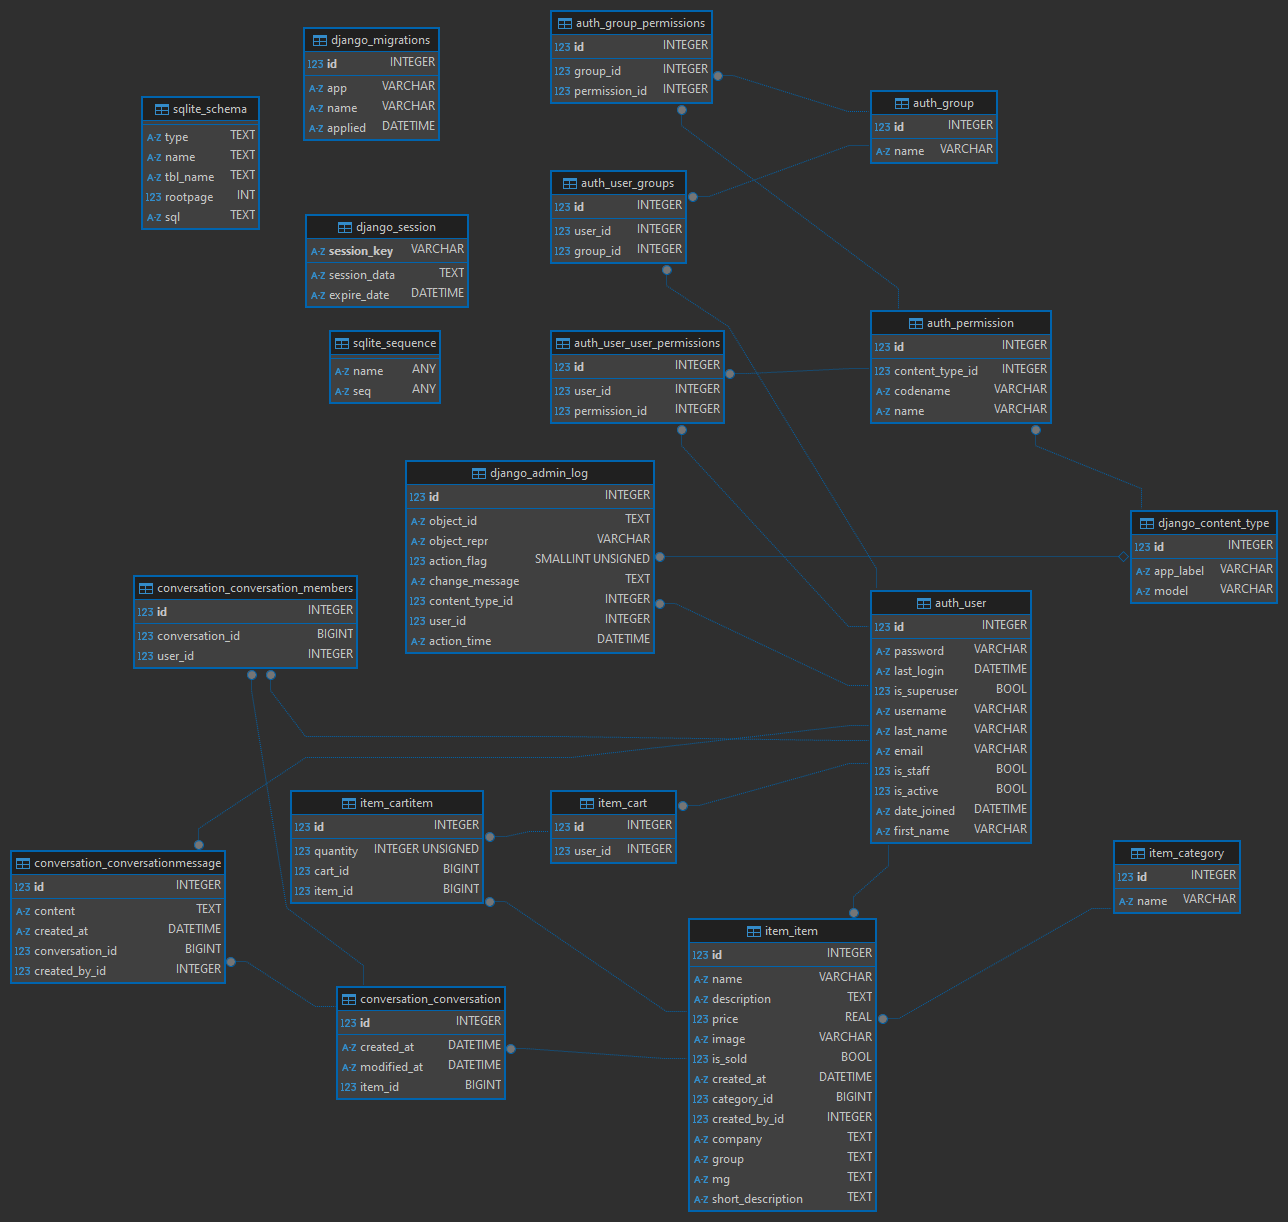 auth_group_permissions
123 id INTEGER
123 group_id INTEGER
123 permission_id INTEGER
django_migrations
123 id INTEGER
A-Z app VARCHAR
A-Z name VARCHAR
A-Z applied DATETIME
auth_group
123 id INTEGER
A-Z name VARCHAR
sqlite_schema
A-Z type TEXT
A-Z name TEXT
A-Z tbl_name TEXT
123 rootpage INT
A-Z sql TEXT
auth_user_groups
123 id INTEGER
123 user_id INTEGER
123 group_id INTEGER
django_session
A-Z session_key VARCHAR
A-Z session_data TEXT
A-Z expire_date DATETIME
auth_permission
123 id INTEGER
123 content_type_id INTEGER
A-Z codename VARCHAR
A-Z name VARCHAR
sqlite_sequence
A-Z name ANY
A-Z seq ANY
auth_user_user_permissions
123 id INTEGER
123 user_id INTEGER
123 permission_id INTEGER
django_admin_log
123 id INTEGER
A-Z object_id TEXT
A-Z object_repr VARCHAR
123 action_flag SMALLINT UNSIGNED
A-Z change_message TEXT
123 content_type_id INTEGER
123 user_id INTEGER
A-Z action_time DATETIME
django_content_type
123 id INTEGER
A-Z app_label VARCHAR
A-Z model VARCHAR
conversation_conversation_members
123 id INTEGER
123 conversation_id BIGINT
123 user_id INTEGER
auth_user
123 id INTEGER
A-Z password VARCHAR
A-Z last_login DATETIME
123 is_superuser BOOL
A-Z username VARCHAR
A-Z last_name VARCHAR
A-Z email VARCHAR
123 is_staff BOOL
123 is_active BOOL
A-Z date_joined DATETIME
A-Z first_name VARCHAR
item_cartitem
123 id INTEGER
123 quantity INTEGER UNSIGNED
123 cart_id BIGINT
123 item_id BIGINT
item_cart
123 id INTEGER
123 user_id INTEGER
item_category
123 id INTEGER
A-Z name VARCHAR
conversation_conversationmessage
123 id INTEGER
A-Z content TEXT
A-Z created_at DATETIME
123 conversation_id BIGINT
123 created_by_id INTEGER
item_item
123 id INTEGER
A-Z name VARCHAR
A-Z description TEXT
123 price REAL
A-Z image VARCHAR
123 is_sold BOOL
A-Z created_at DATETIME
123 category_id BIGINT
123 created_by_id INTEGER
A-Z company TEXT
A-Z group TEXT
A-Z mg TEXT
A-Z short_description TEXT
conversation_conversation
123 id INTEGER
A-Z created_at DATETIME
A-Z modified_at DATETIME
123 item_id BIGINT